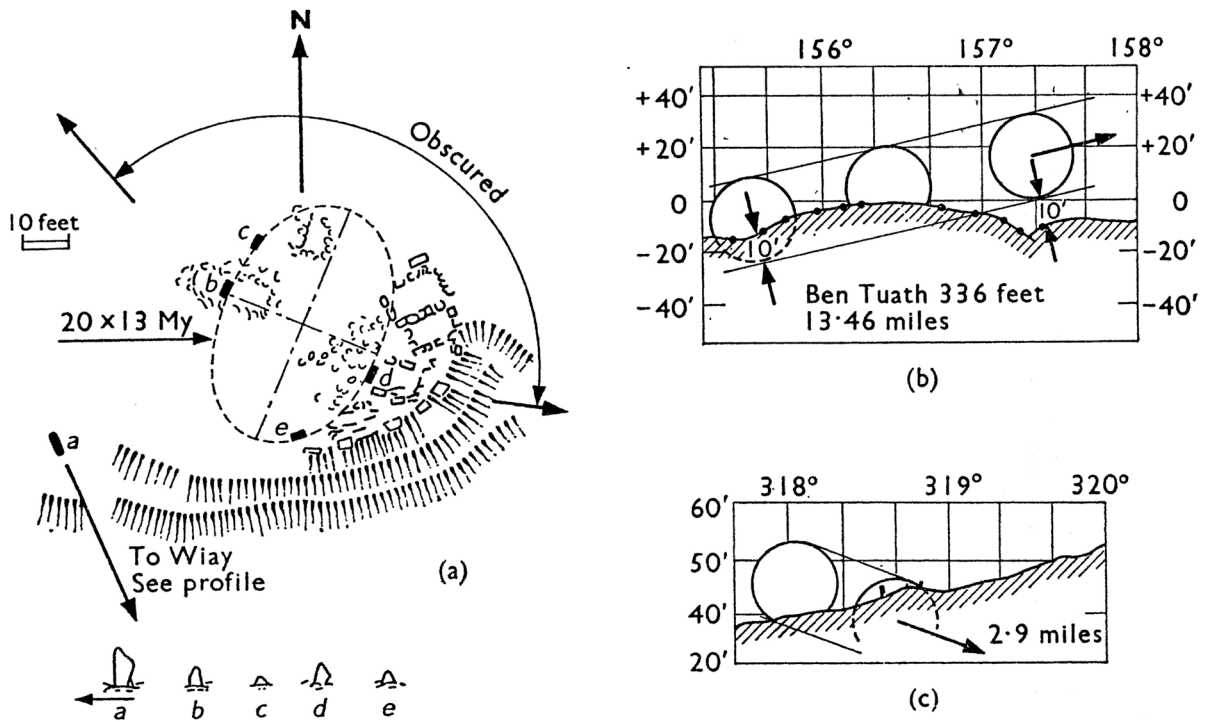 N
Obscured
10 feet
c
b
20 x 13 My
d
e
a
To Wiay
See profile
(a)
a b c d e
156° 157° 158°
+40' +40'
+20' +20'
0 0
10'
10'
-20' -20'
-40' -40'
Ben Tuath 336 feet
13·46 miles
(b)
318° 319° 320°
60'
50'
40'
20'
2·9 miles
(c)